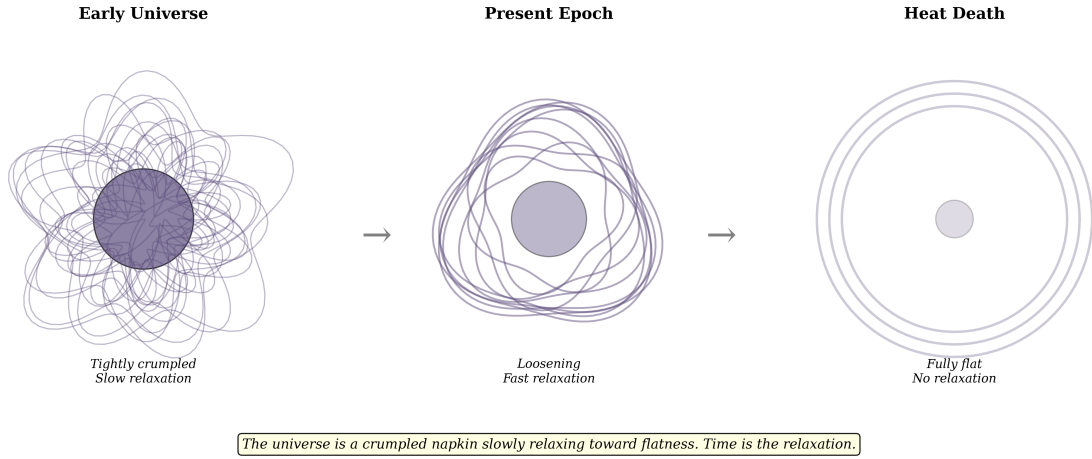 Early Universe
Present Epoch
Heat Death
Tightly crumpled
Slow relaxation
Loosening
Fast relaxation
Fully flat
No relaxation
The universe is a crumpled napkin slowly relaxing toward flatness. Time is the relaxation.